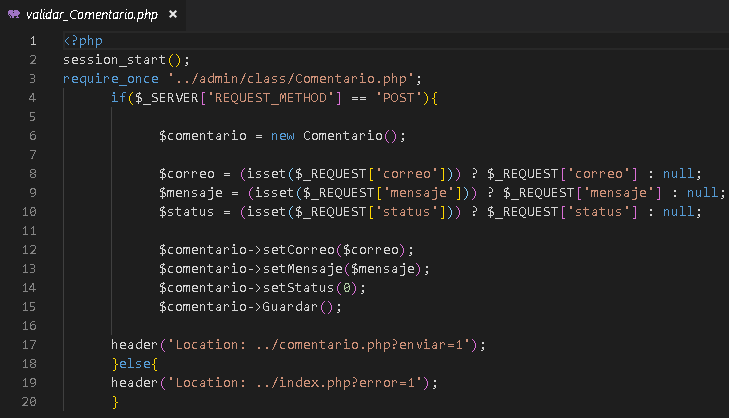 validar_Comentario.php ×
1 <?php
2 session_start();
3 require_once '../admin/class/Comentario.php';
4 if($_SERVER['REQUEST_METHOD'] == 'POST'){
5
6 $comentario = new Comentario();
7
8 $correo = (isset($_REQUEST['correo'])) ? $_REQUEST['correo'] : null;
9 $mensaje = (isset($_REQUEST['mensaje'])) ? $_REQUEST['mensaje'] : null;
10 $status = (isset($_REQUEST['status'])) ? $_REQUEST['status'] : null;
11
12 $comentario->setCorreo($correo);
13 $comentario->setMensaje($mensaje);
14 $comentario->setStatus(0);
15 $comentario->Guardar();
16
17 header('Location: ../comentario.php?enviar=1');
18 }else{
19 header('Location: ../index.php?error=1');
20 }